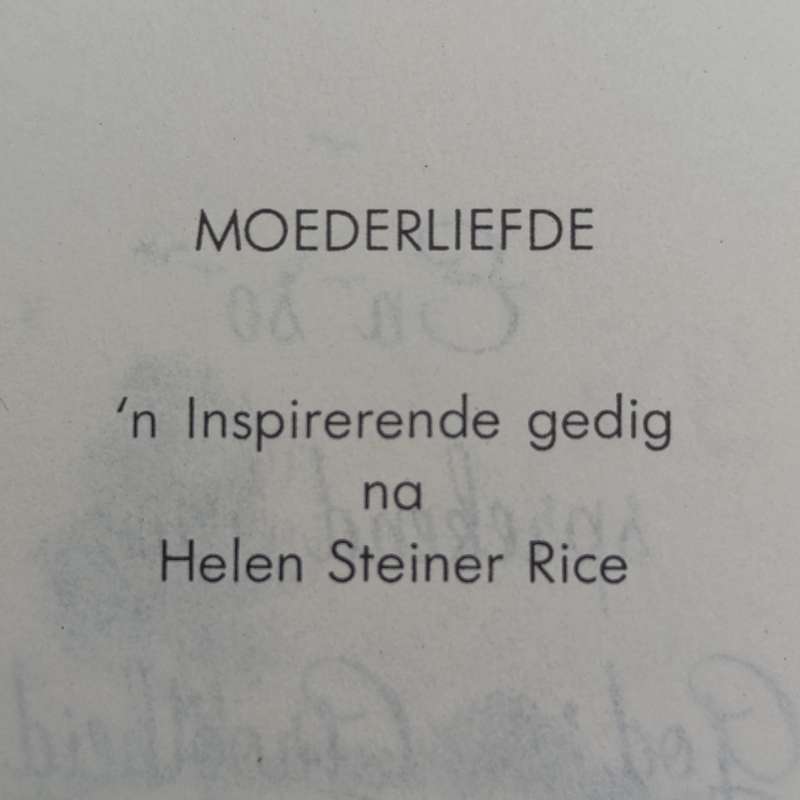 MOEDERLIEFDE
'n Inspirerende gedig
na
Helen Steiner Rice